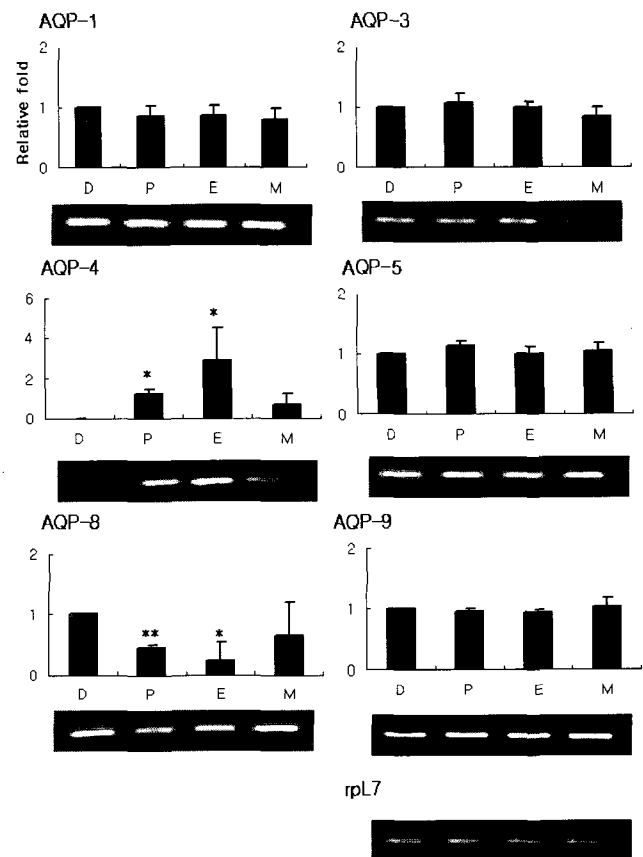 AQP-1
Relative fold
2
1
0
D P E M
AQP-3
2
1
0
D P E M
AQP-4
6
4
2
0
*
*
D P E M
AQP-5
2
1
0
D P E M
AQP-8
2
1
0
**
*
D P E M
AQP-9
2
1
0
D P E M
rpL7